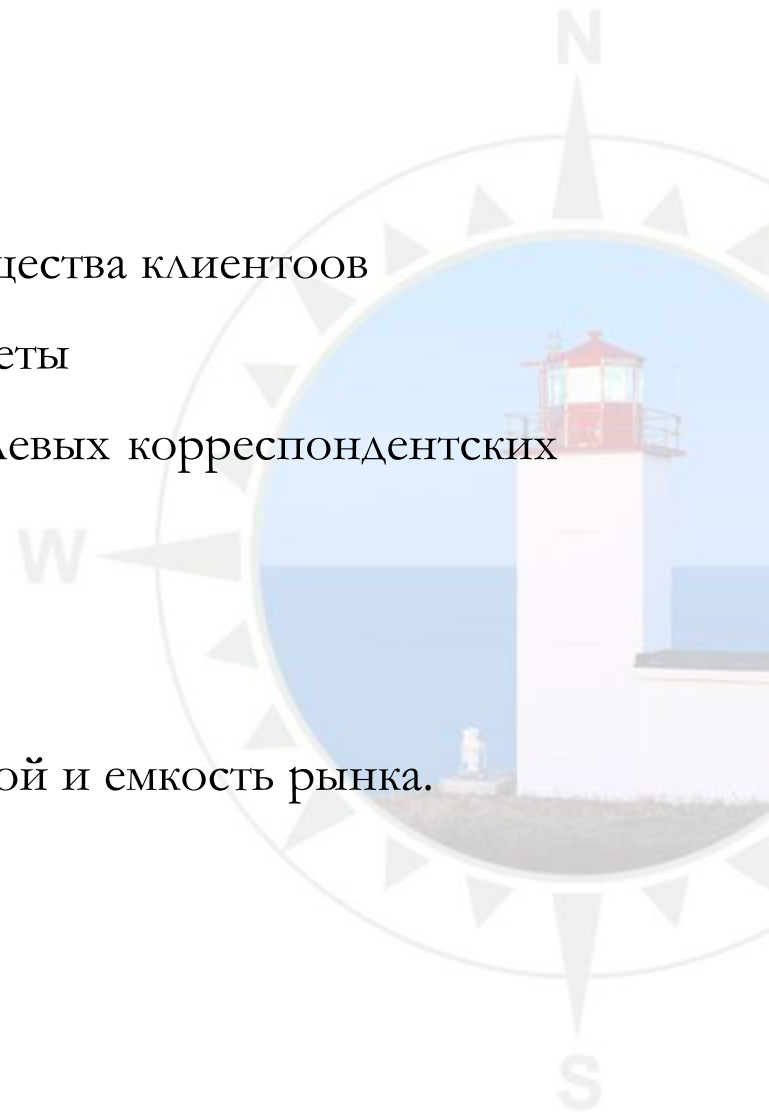 N
щества клиентоов
еты
левых корреспондентских
W
ой и емкость рынка.
S